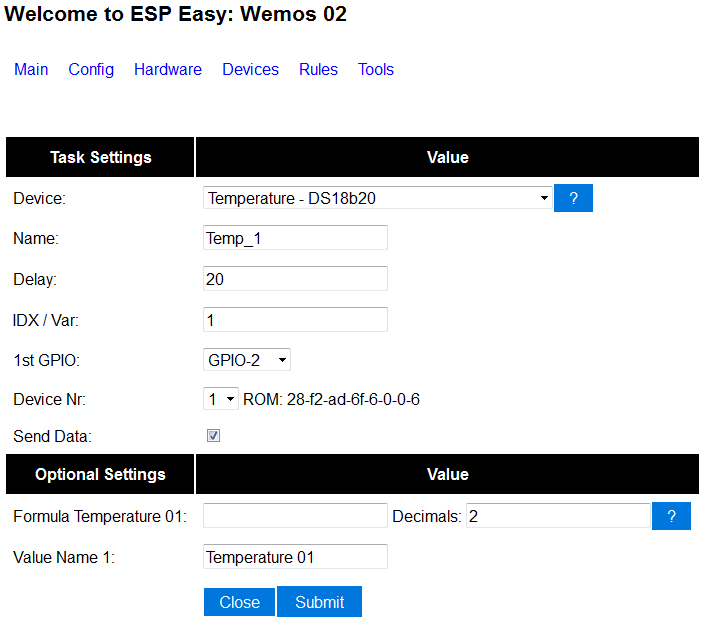 Welcome to ESP Easy: Wemos 02
Main Config Hardware Devices Rules Tools
Task Settings Value
Device: Temperature - DS18b20 ?
Name: Temp_1
Delay: 20
IDX / Var: 1
1st GPIO: GPIO-2
Device Nr: 1 ROM: 28-f2-ad-6f-6-0-0-6
Send Data:
Optional Settings Value
Formula Temperature 01: Decimals: 2 ?
Value Name 1: Temperature 01
Close Submit